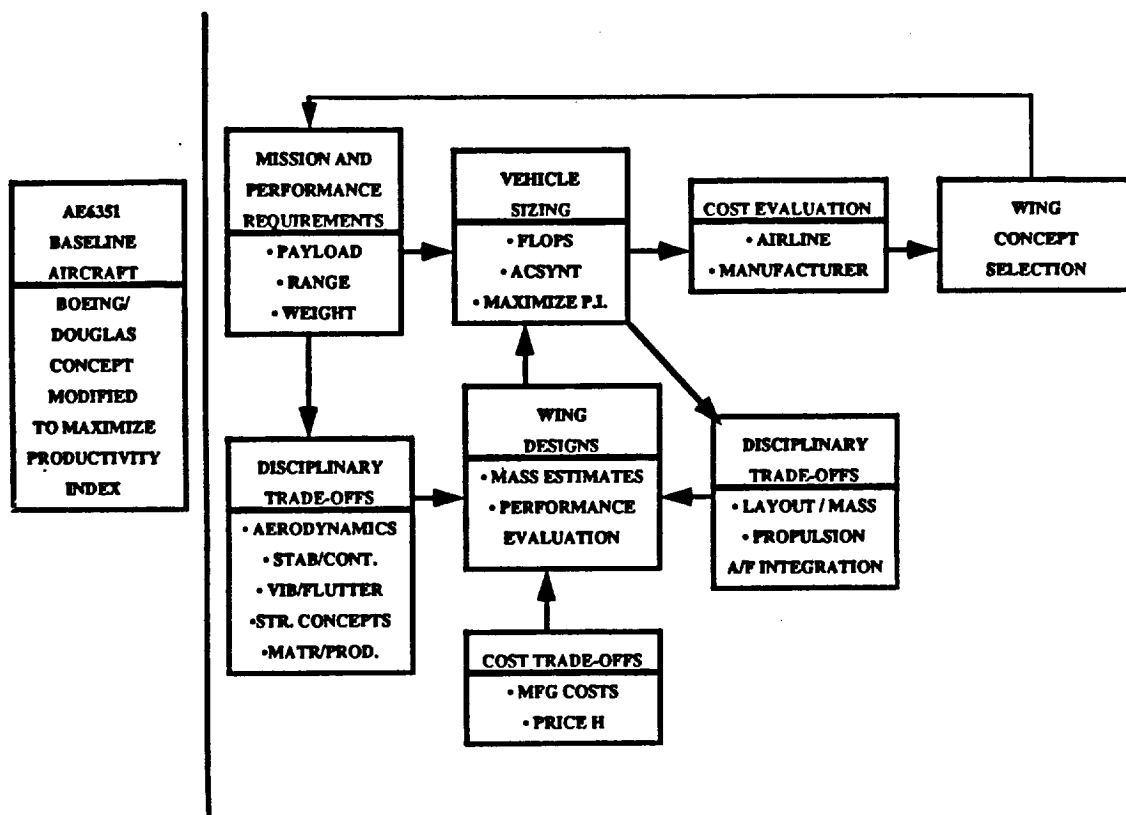 AE6351
BASELINE
AIRCRAFT
BOEING/
DOUGLAS
CONCEPT
MODIFIED
TO MAXIMIZE
PRODUCTIVITY
INDEX
MISSION AND
PERFORMANCE
REQUIREMENTS
• PAYLOAD
• RANGE
• WEIGHT
VEHICLE
SIZING
• FLOPS
• ACSYNT
• MAXIMIZE P.I.
COST EVALUATION
• AIRLINE
• MANUFACTURER
WING
CONCEPT
SELECTION
DISCIPLINARY
TRADE-OFFS
• AERODYNAMICS
• STAB/CONT.
• VIB/FLUTTER
•STR. CONCEPTS
• MATR/PROD.
WING
DESIGNS
• MASS ESTIMATES
• PERFORMANCE
EVALUATION
DISCIPLINARY
TRADE-OFFS
• LAYOUT / MASS
• PROPULSION
A/F INTEGRATION
COST TRADE-OFFS
• MFG COSTS
• PRICE H